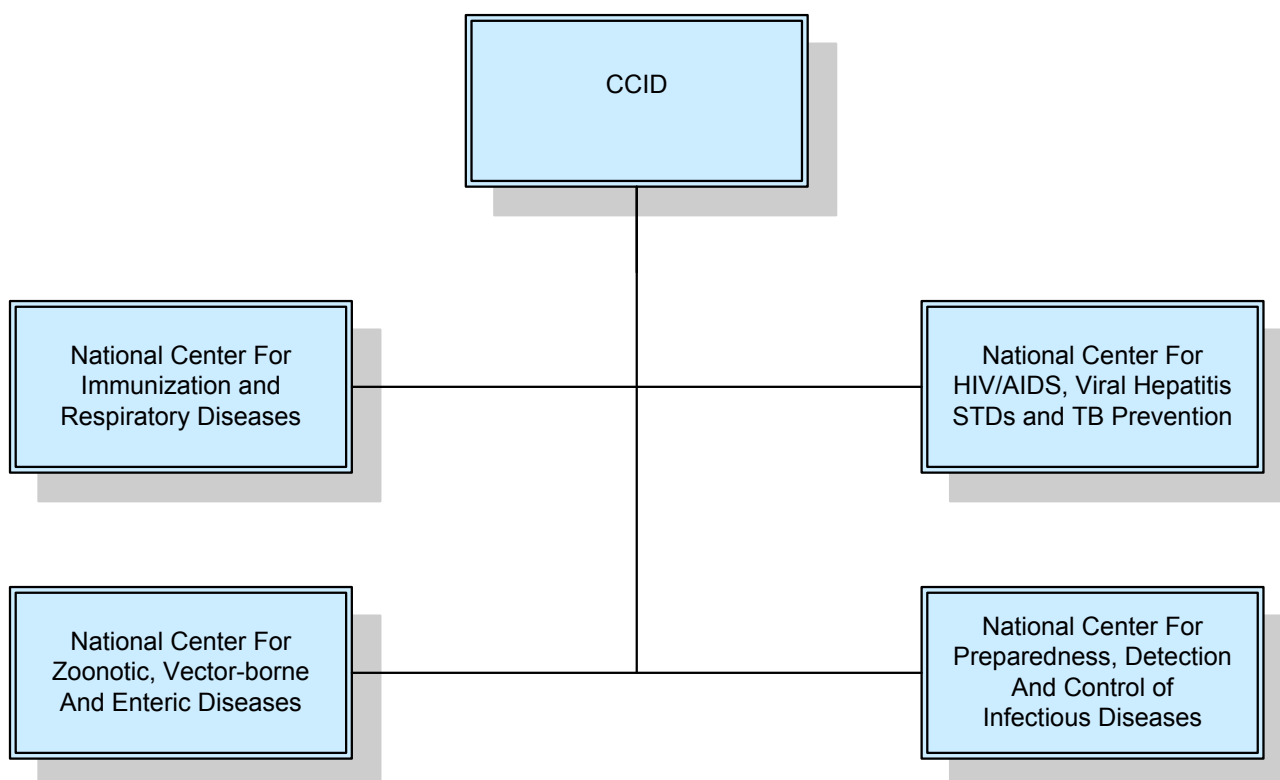 CCID
National Center For
Immunization and
Respiratory Diseases
National Center For
HIV/AIDS, Viral Hepatitis
STDs and TB Prevention
National Center For
Zoonotic, Vector-borne
And Enteric Diseases
National Center For
Preparedness, Detection
And Control of
Infectious Diseases